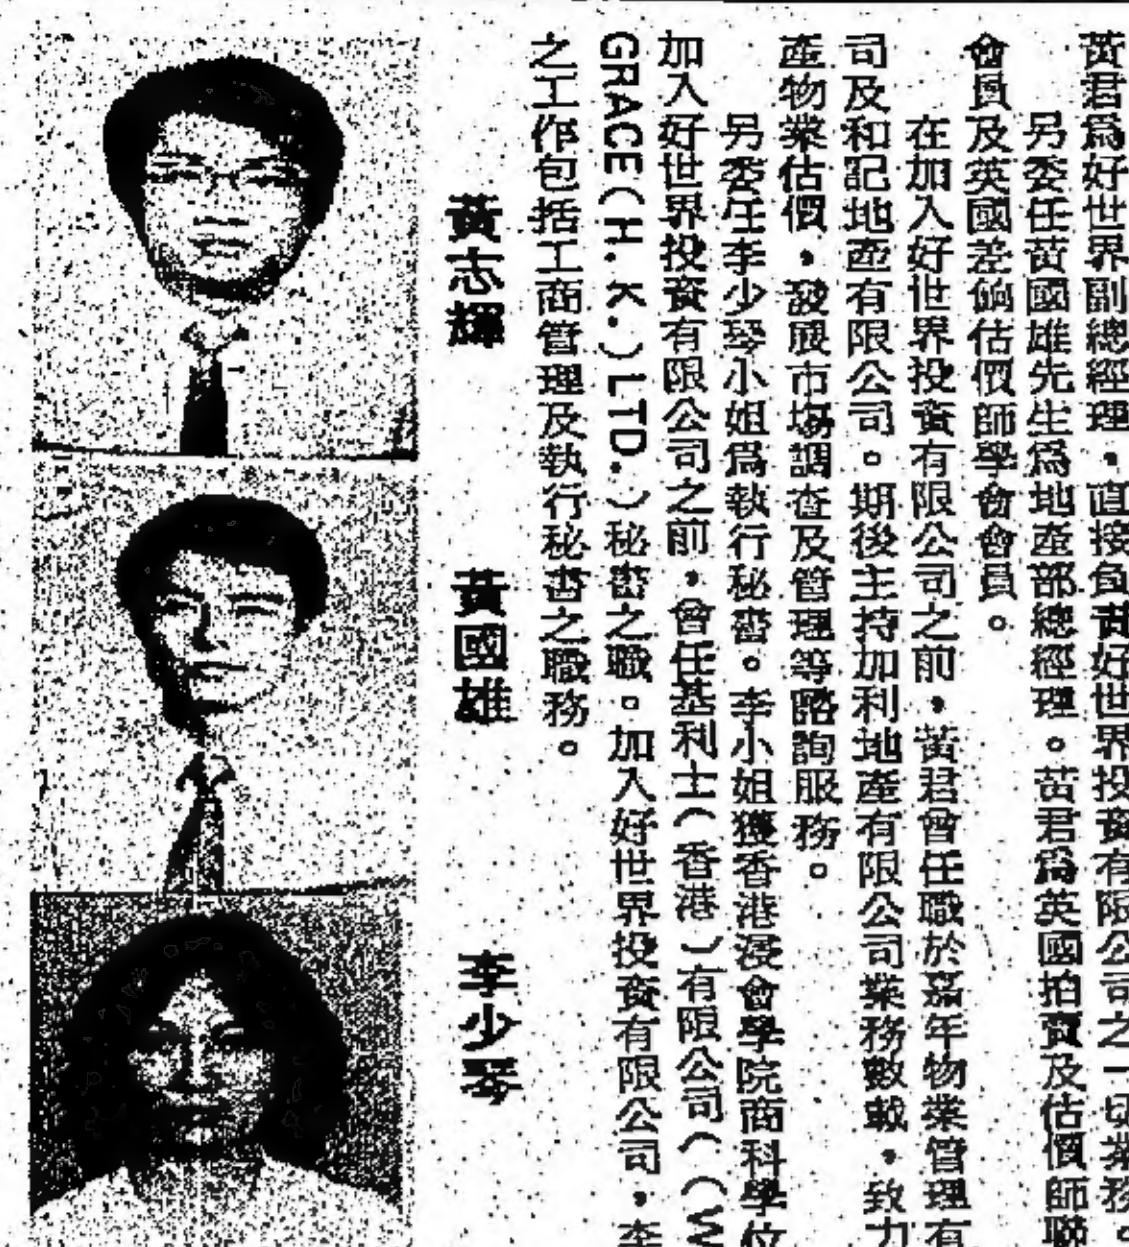 黃君爲好世界副總經理，直接負責好世界投資有限公司之一切業務。
另委任黃國雄先生爲地產部總經理。黃君爲英國拍賣及估價師聯
會會員及英國差餉估價師學會會員。
在加入好世界投資有限公司之前，黃君曾任職於嘉年物業管理有
司及和記地產有限公司。期後主持加利地產有限公司業務數載，致力
產物業估價，發展市場調查及管理等諮詢服務。
另委任李少琴小姐爲執行秘書。李小姐獲香港浸會學院商科學位
加入好世界投資有限公司之前，曾任基利士（香港）有限公司（（W
GRACE(H.K.)LTD.）秘書之職。加入好世界投資有限公司，李
之工作包括工商管理及執行秘書之職務。
黃志輝
黃國雄
李少琴